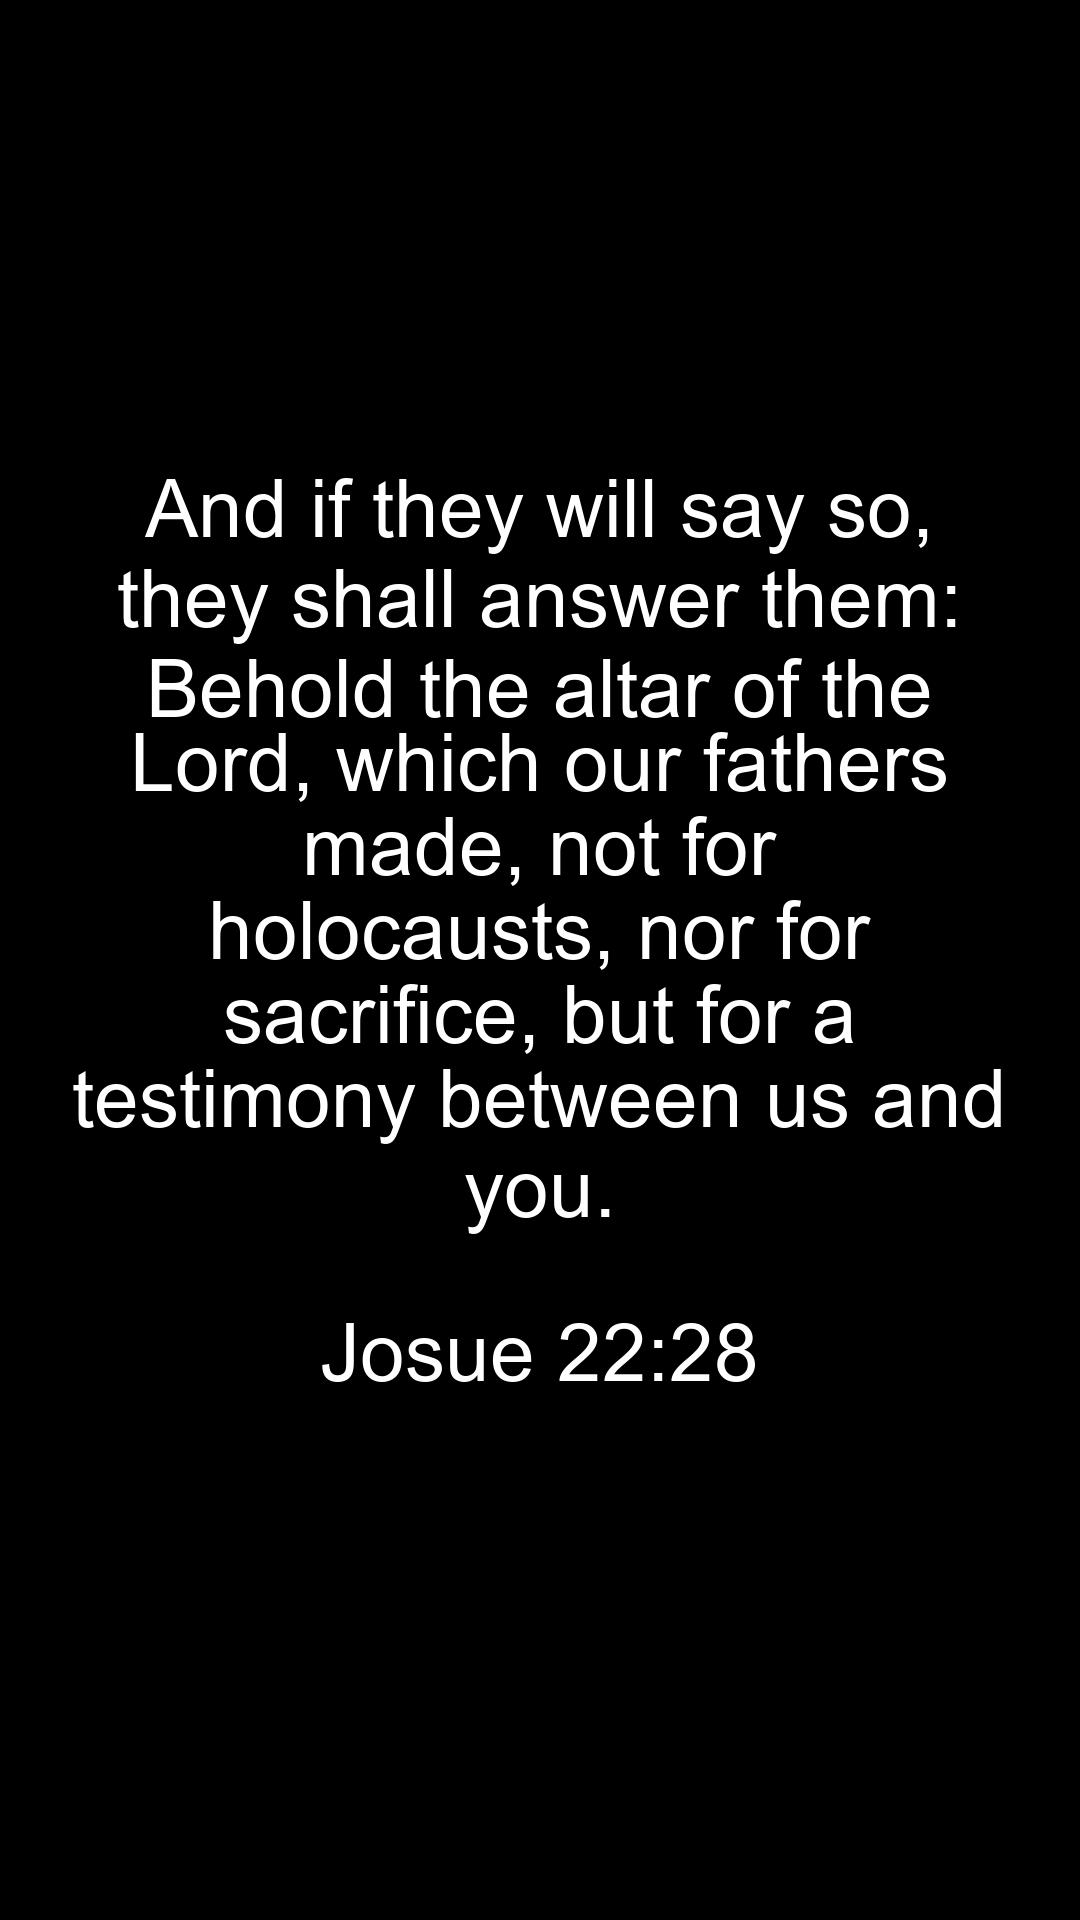 And if they will say so,
they shall answer them:
Behold the altar of the
Lord, which our fathers
made, not for
holocausts, nor for
sacrifice, but for a
testimony between us and
you.
Josue 22:28